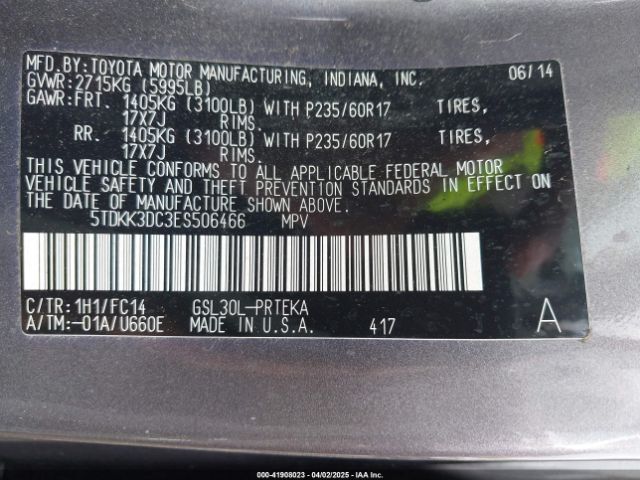 MFD.BY:TOYOTA MOTOR MANUFACTURING, INDIANA, INC. 06/14
GVWR:2715KG (5995LB)
GAWR:FRT. 1405KG (3100LB) WITH P235/60R17 TIRES,
17X7J RIMS.
RR. 1405KG (3100LB) WITH P235/60R17 TIRES,
17X7J RIMS.
THIS VEHICLE CONFORMS TO ALL APPLICABLE FEDERAL MOTOR
VEHICLE SAFETY AND THEFT PREVENTION STANDARDS IN EFFECT ON
THE DATE OF MANUFACTURE SHOWN ABOVE.
5TDKK3DC3ES506466 MPV
C/TR:1H1/FC14 GSL30L-PRTEKA
A/TM:-01A/U660E MADE IN U.S.A. 417 A
000-41908023 | 04/02/2025 - IAAI.COM